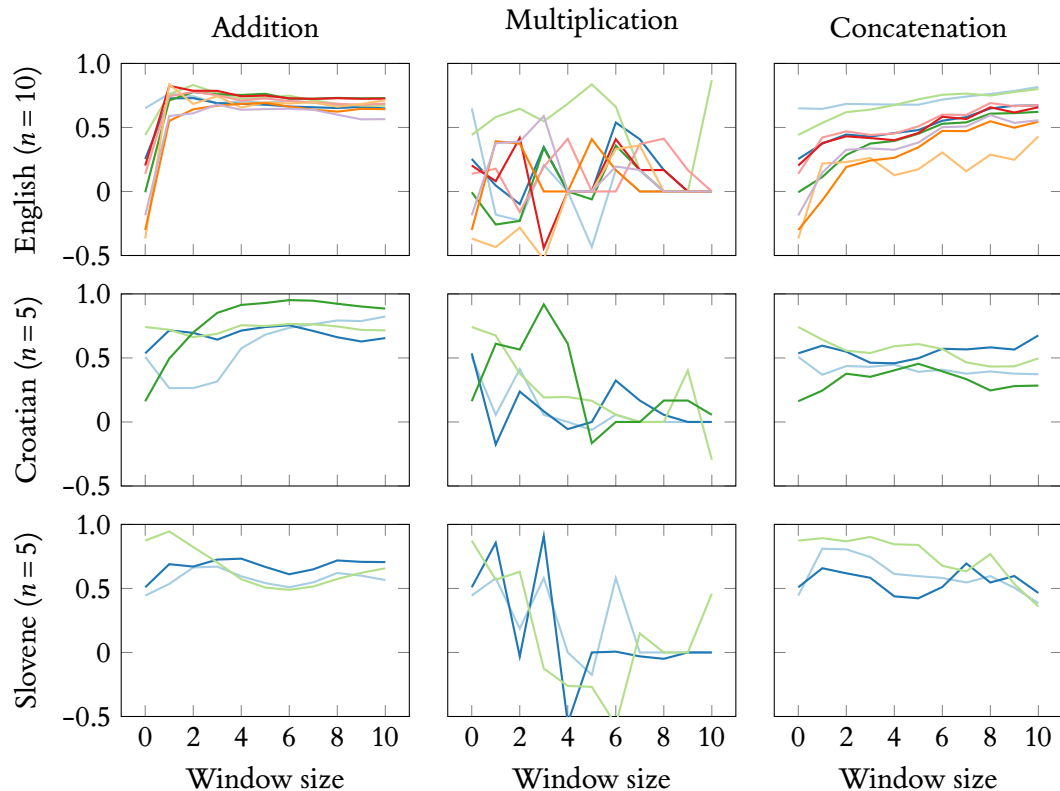 Addition Multiplication Concatenation
English (n = 10)
1.0
0.5
0
−0.5
Croatian (n = 5)
1.0
0.5
0
−0.5
Slovene (n = 5)
1.0
0.5
0
−0.5
0 2 4 6 8 10 0 2 4 6 8 10 0 2 4 6 8 10
Window size Window size Window size